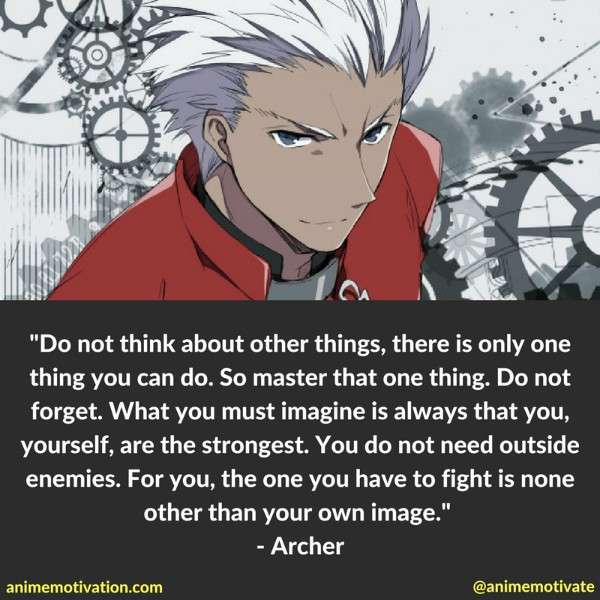 "Do not think about other things, there is only one
thing you can do. So master that one thing. Do not
forget. What you must imagine is always that you,
yourself, are the strongest. You do not need outside
enemies. For you, the one you have to fight is none
other than your own image."
- Archer
animemotivation.com
@animemotivate